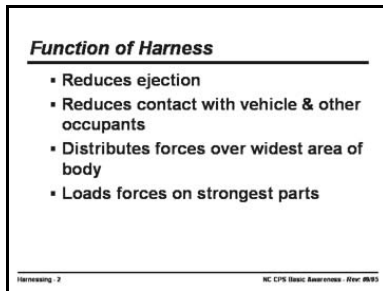 Function of Harness
▪ Reduces ejection
▪ Reduces contact with vehicle & other
occupants
▪ Distributes forces over widest area of
body
▪ Loads forces on strongest parts
Harnessing - 2
NC CPS Basic Awareness - Rev: